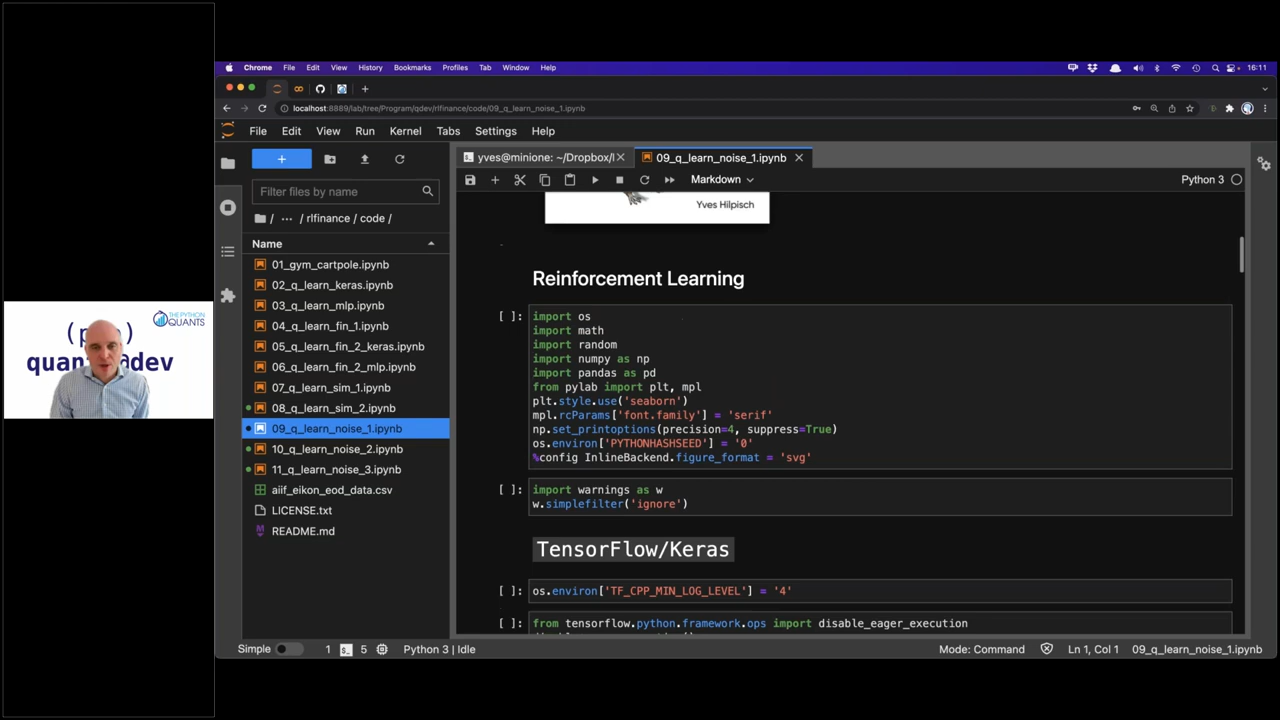 Chrome File Edit View History Bookmarks Profiles Tab Window Help 16:11
localhost:8889/lab/tree/Program/qdev/rlfinance/code/09_q_learn_noise_1.ipynb
File Edit View Run Kernel Tabs Settings Help
yves@minione: ~/Dropbox/
09_q_learn_noise_1.ipynb
+
Markdown
Python 3
Filter files by name
/ ... / rlfinance / code /
Name
01_gym_cartpole.ipynb
02_q_learn_keras.ipynb
03_q_learn_mlp.ipynb
04_q_learn_fin_1.ipynb
05_q_learn_fin_2_keras.ipynb
06_q_learn_fin_2_mlp.ipynb
07_q_learn_sim_1.ipynb
08_q_learn_sim_2.ipynb
09_q_learn_noise_1.ipynb
10_q_learn_noise_2.ipynb
11_q_learn_noise_3.ipynb
aiif_eikon_eod_data.csv
LICENSE.txt
README.md
Yves Hilpisch
Reinforcement Learning
[ ]: import os
import math
import random
import numpy as np
import pandas as pd
from pylab import plt, mpl
plt.style.use('seaborn')
mpl.rcParams['font.family'] = 'serif'
np.set_printoptions(precision=4, suppress=True)
os.environ['PYTHONHASHSEED'] = '0'
%config InlineBackend.figure_format = 'svg'
[ ]: import warnings as w
w.simplefilter('ignore')
TensorFlow/Keras
[ ]: os.environ['TF_CPP_MIN_LOG_LEVEL'] = '4'
[ ]: from tensorflow.python.framework.ops import disable_eager_execution
Simple 1 5 Python 3 | Idle
Mode: Command Ln 1, Col 1 09_q_learn_noise_1.ipynb
THE PYTHON
QUANTS